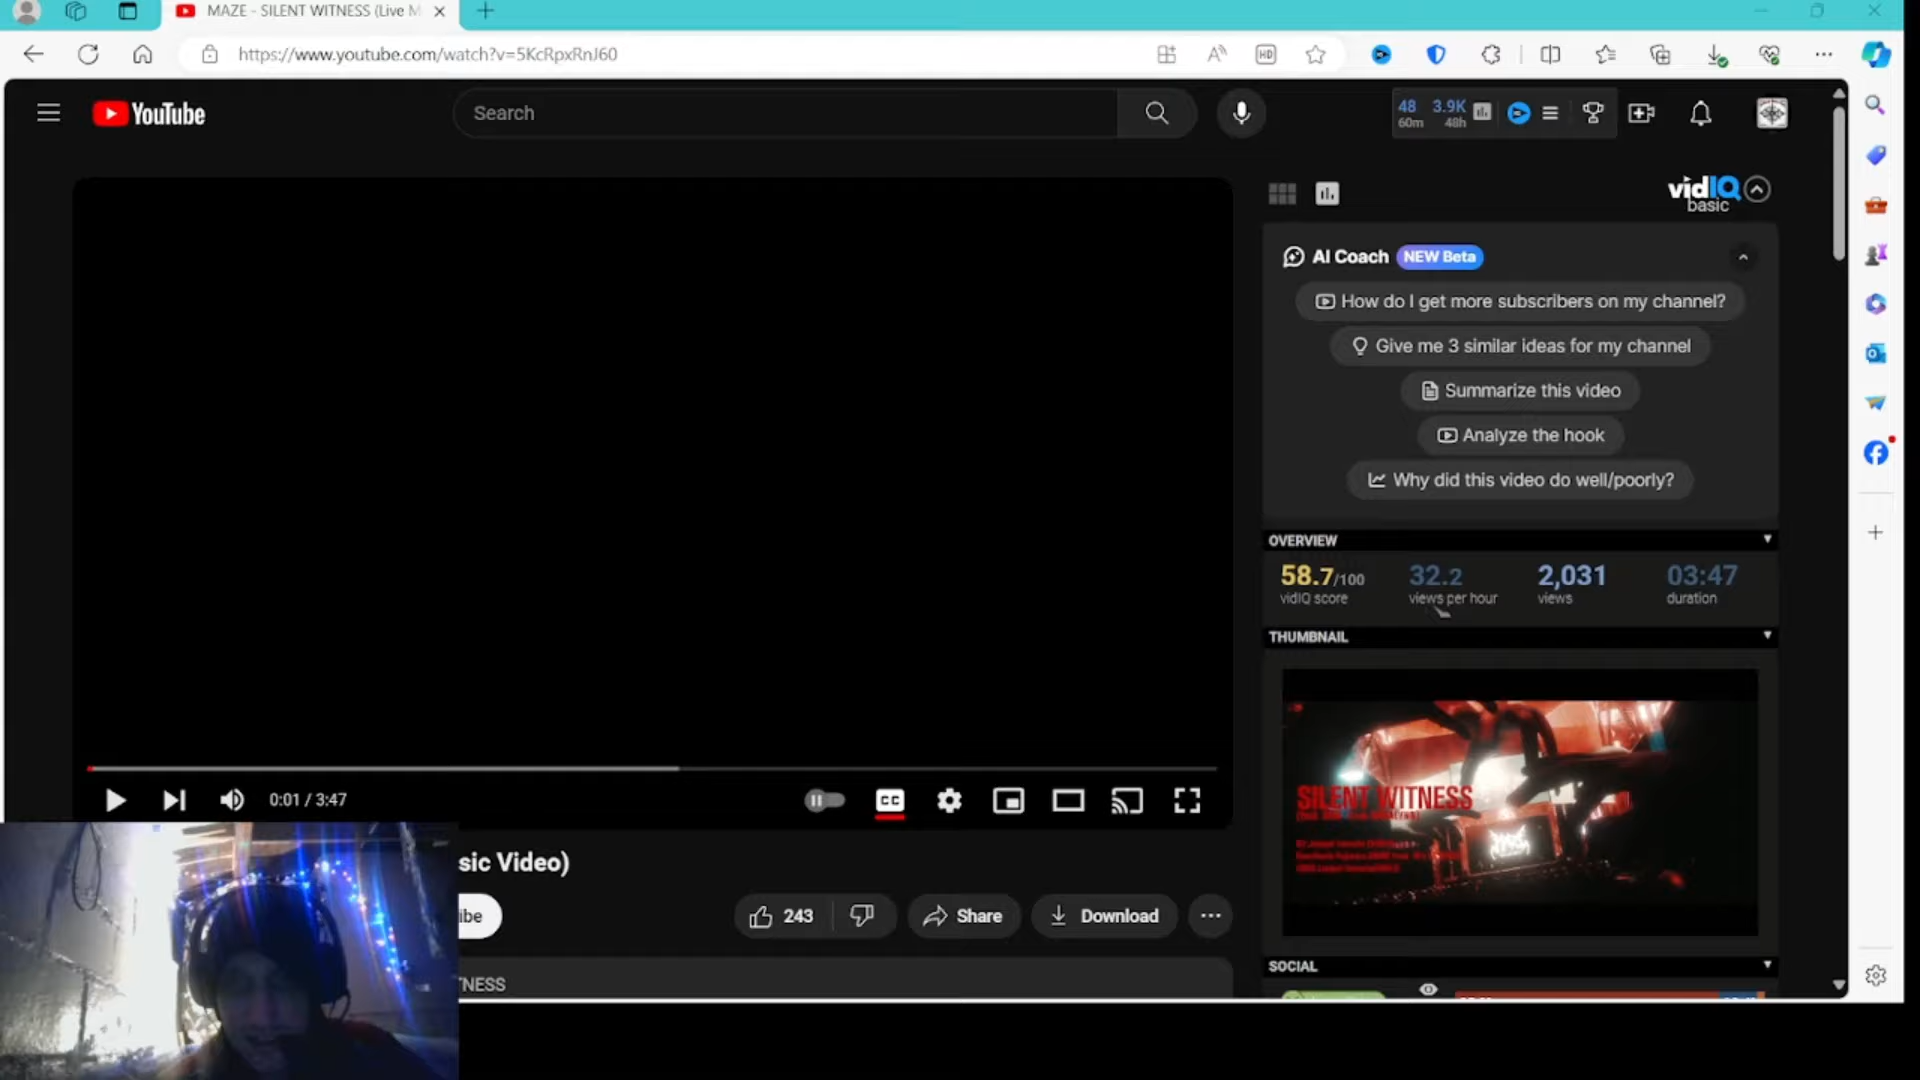 MAZE - SILENT WITNESS (Live M
https://www.youtube.com/watch?v=5KcRpxRnJ60
HD
YouTube
Search
48 3.9K
60m 48h
vidIQ
basic
AI Coach NEW Beta
How do I get more subscribers on my channel?
Give me 3 similar ideas for my channel
Summarize this video
Analyze the hook
Why did this video do well/poorly?
OVERVIEW
58.7/100 32.2 2,031 03:47
vidIQ score views per hour views duration
THUMBNAIL
SILENT WITNESS
0:01 / 3:47
CC
sic Video)
ibe
243
Share
Download
TNESS
SOCIAL